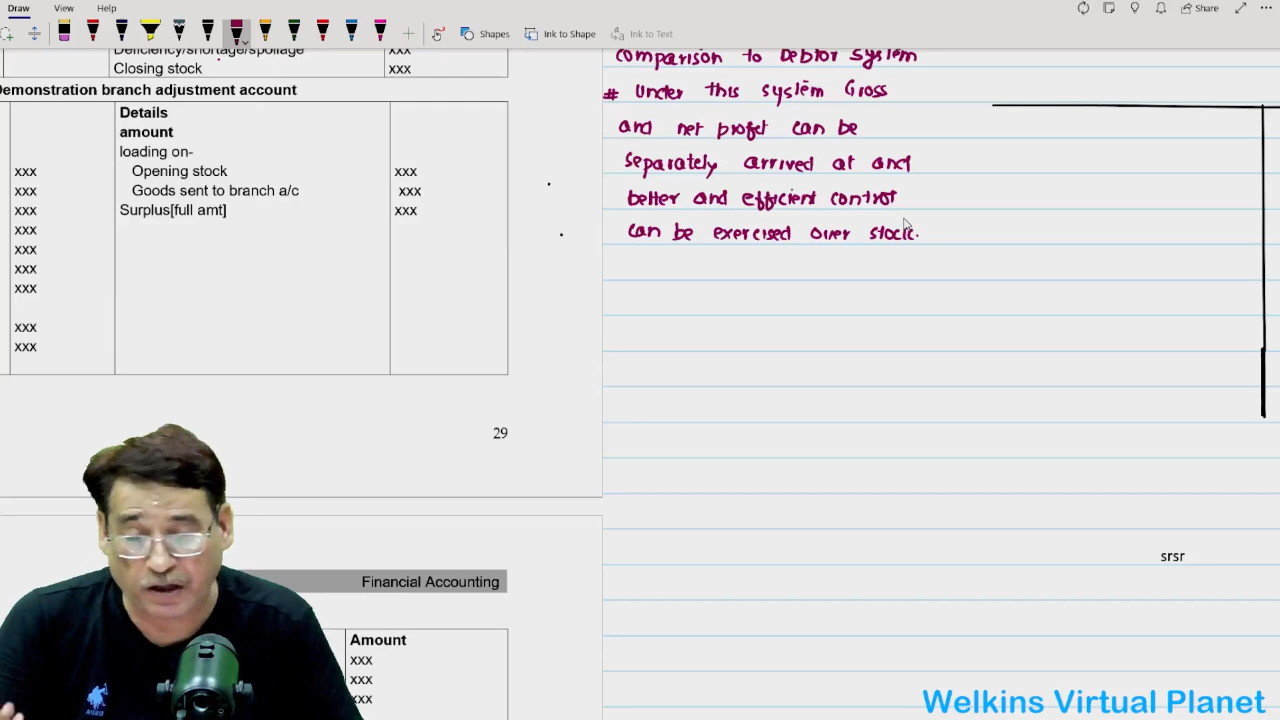 Draw View Help
Shapes Ink to Shape Ink to Text Share
Deficiency/shortage/spoilage xxx
Closing stock xxx
Demonstration branch adjustment account
Details
amount
loading on-
xxx Opening stock xxx
xxx Goods sent to branch a/c xxx
xxx Surplus[full amt] xxx
xxx
xxx
xxx
xxx
xxx
xxx
29
Financial Accounting
Amount
xxx
xxx
xxx
comparison to Debtor System
# Under this system Gross
and net profit can be
Separately arrived at and
better and efficient control
can be exercised over stock.
srsr
Welkins Virtual Planet